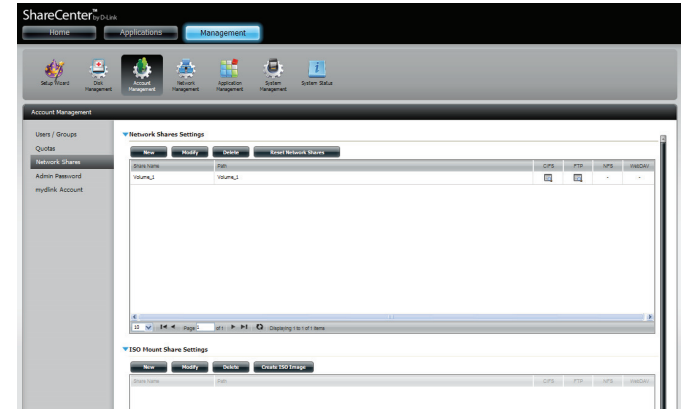 ShareCenter™ by D-Link
Home Applications Management
Setup Wizard Disk Management Account Management Network Management Application Management System Management System Status
Account Management
Users / Groups
Quotas
Network Shares
Admin Password
mydlink Account
Network Shares Settings
New Modify Delete Reset Network Shares
Share Name Path CIFS FTP NFS WebDAV
Volume_1 Volume_1 - -
10 Page 1 of 1 Displaying 1 to 1 of 1 items
ISO Mount Share Settings
New Modify Delete Create ISO Image
Share Name Path CIFS FTP NFS WebDAV